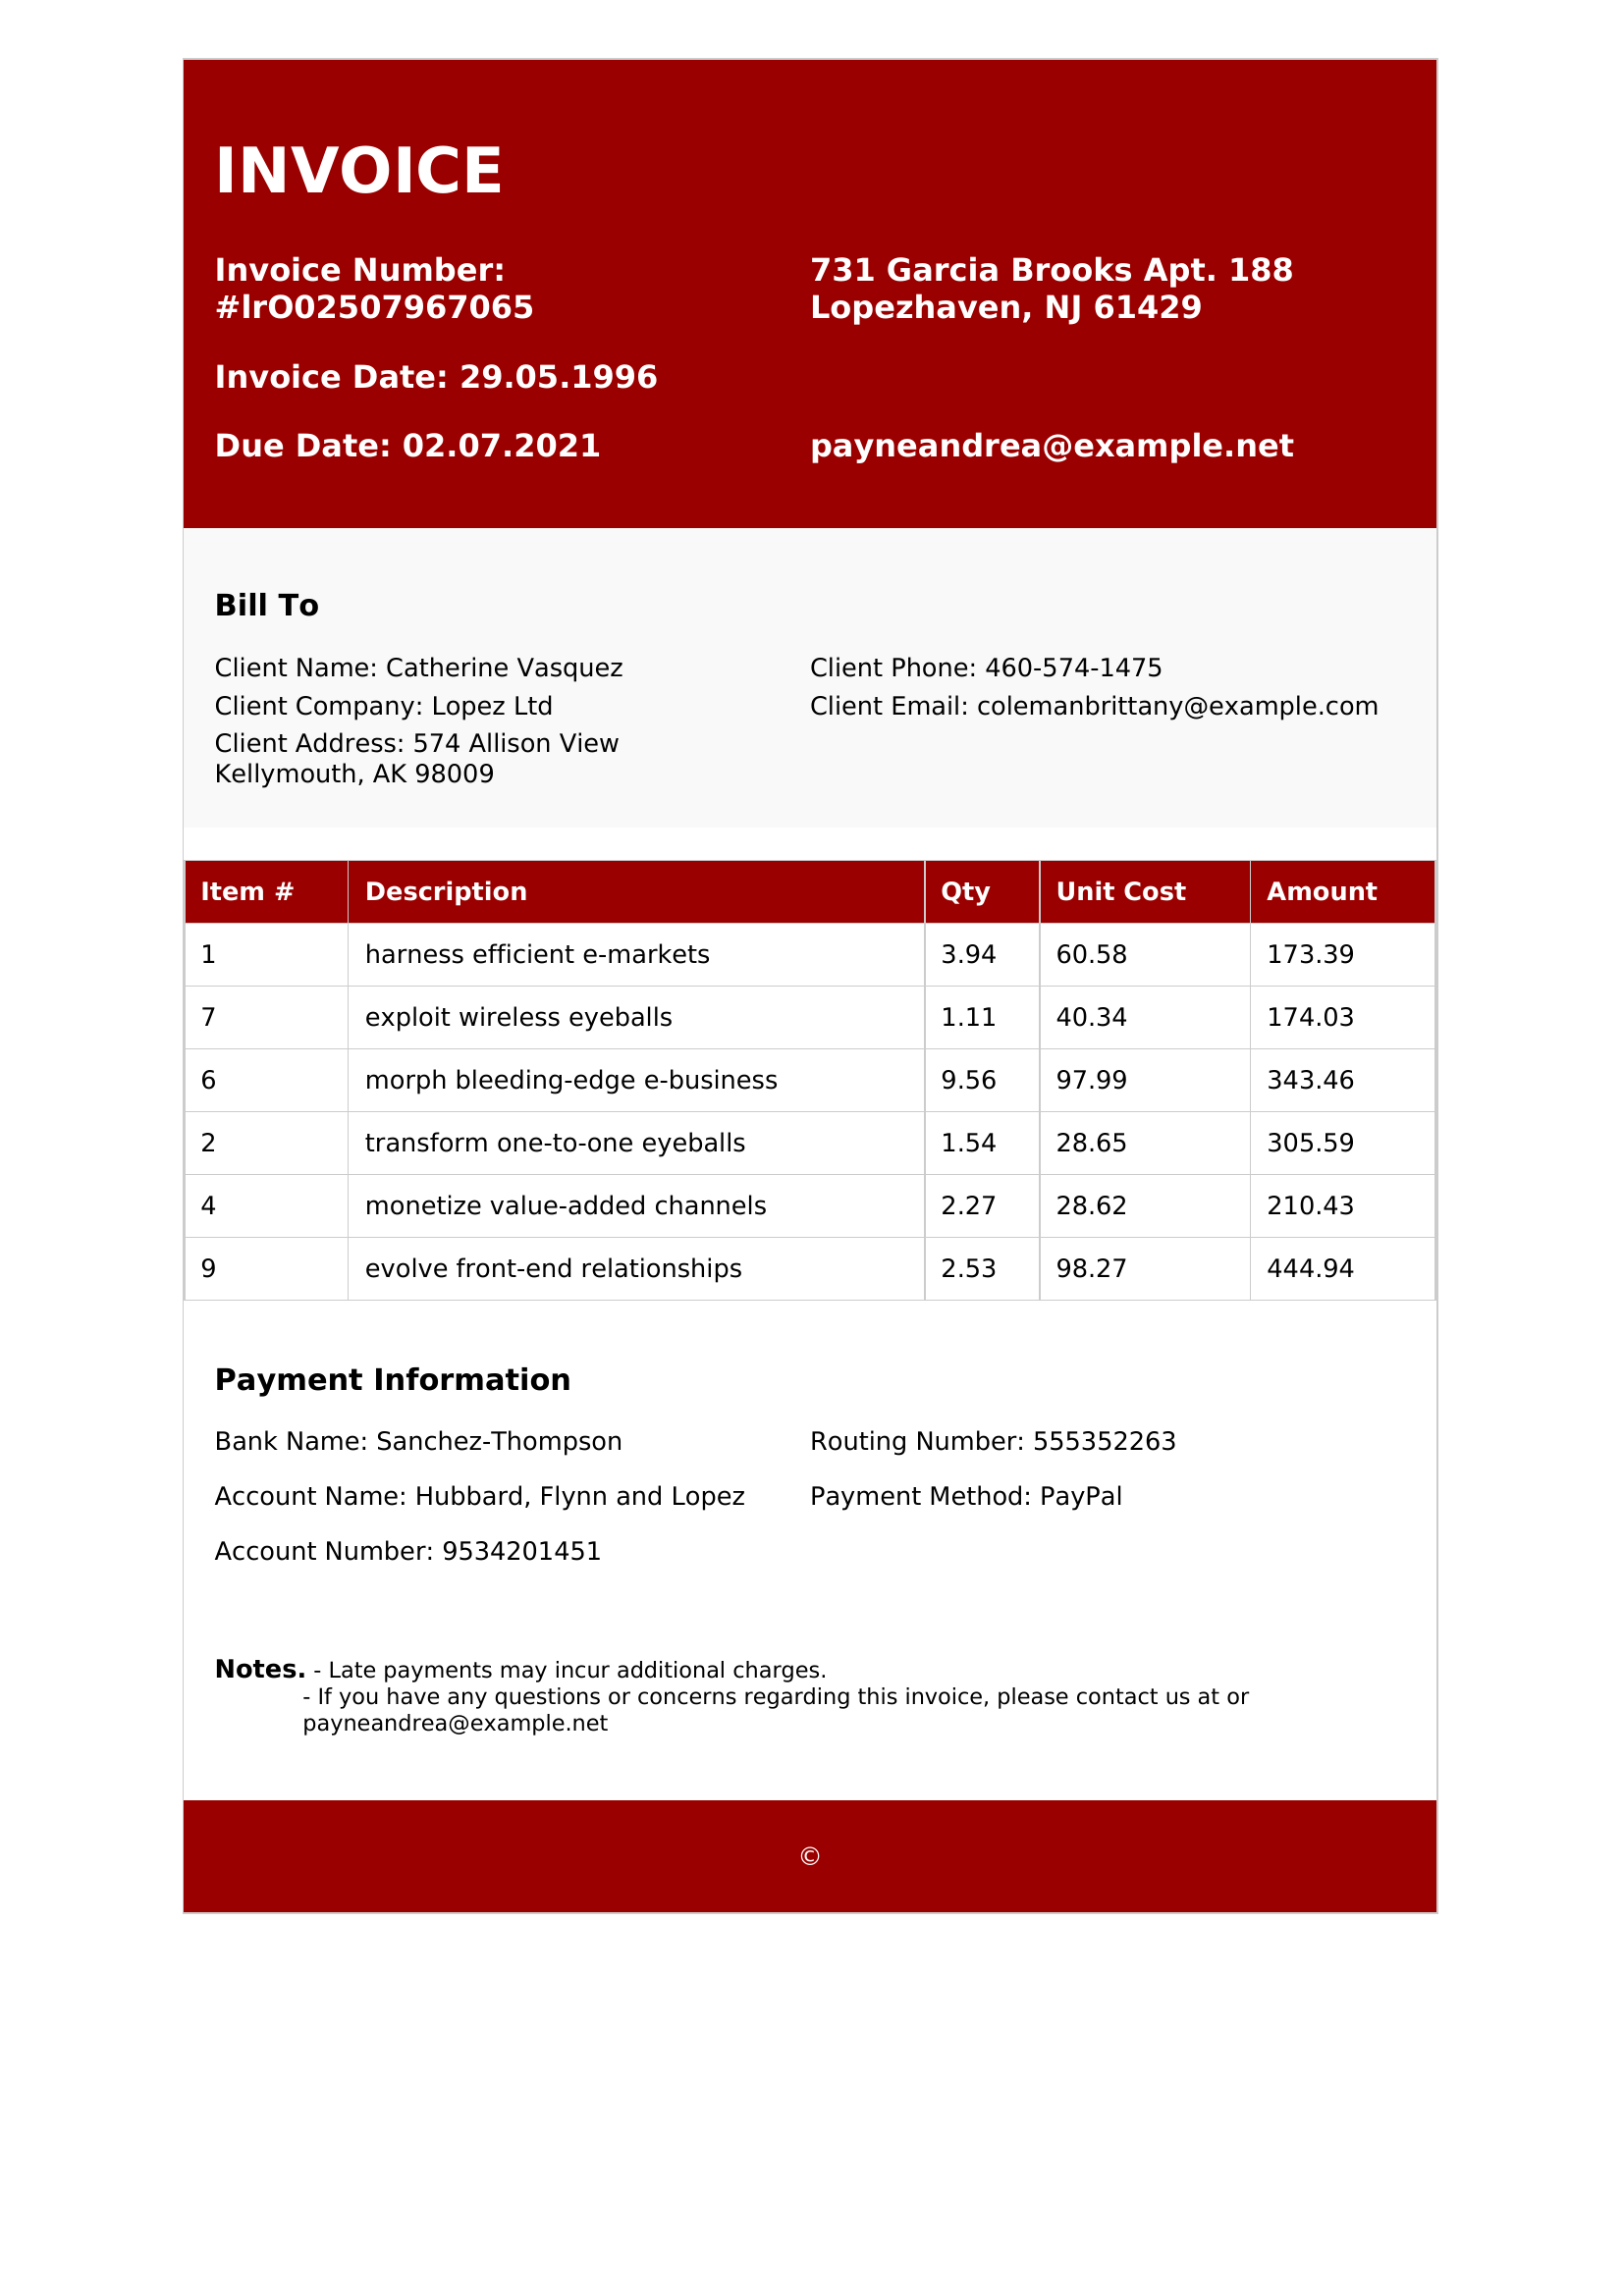 INVOICE
Invoice Number:
#lrO02507967065
731 Garcia Brooks Apt. 188
Lopezhaven, NJ 61429
Invoice Date: 29.05.1996
Due Date: 02.07.2021
payneandrea@example.net
Bill To
Client Name: Catherine Vasquez
Client Company: Lopez Ltd
Client Address: 574 Allison View
Kellymouth, AK 98009
Client Phone: 460-574-1475
Client Email: colemanbrittany@example.com
Item # Description Qty Unit Cost Amount
1 harness efficient e-markets 3.94 60.58 173.39
7 exploit wireless eyeballs 1.11 40.34 174.03
6 morph bleeding-edge e-business 9.56 97.99 343.46
2 transform one-to-one eyeballs 1.54 28.65 305.59
4 monetize value-added channels 2.27 28.62 210.43
9 evolve front-end relationships 2.53 98.27 444.94
Payment Information
Bank Name: Sanchez-Thompson
Account Name: Hubbard, Flynn and Lopez
Account Number: 9534201451
Routing Number: 555352263
Payment Method: PayPal
Notes. - Late payments may incur additional charges.
- If you have any questions or concerns regarding this invoice, please contact us at or
payneandrea@example.net
©